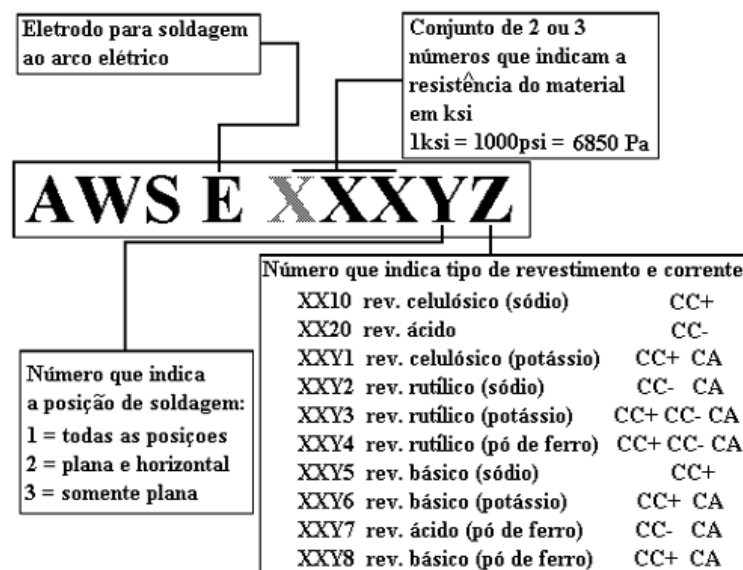 Eletrodo para soldagem
ao arco elétrico
Conjunto de 2 ou 3
números que indicam a
resistência do material
em ksi
1ksi = 1000psi = 6850 Pa
AWS E XXXYZ
Número que indica
a posição de soldagem:
1 = todas as posiçoes
2 = plana e horizontal
3 = somente plana
Número que indica tipo de revestimento e corrente
XX10 rev. celulósico (sódio) CC+
XX20 rev. ácido CC-
XXY1 rev. celulósico (potássio) CC+ CA
XXY2 rev. rutílico (sódio) CC- CA
XXY3 rev. rutílico (potássio) CC+ CC- CA
XXY4 rev. rutílico (pó de ferro) CC+ CC- CA
XXY5 rev. básico (sódio) CC+
XXY6 rev. básico (potássio) CC+ CA
XXY7 rev. ácido (pó de ferro) CC- CA
XXY8 rev. básico (pó de ferro) CC+ CA